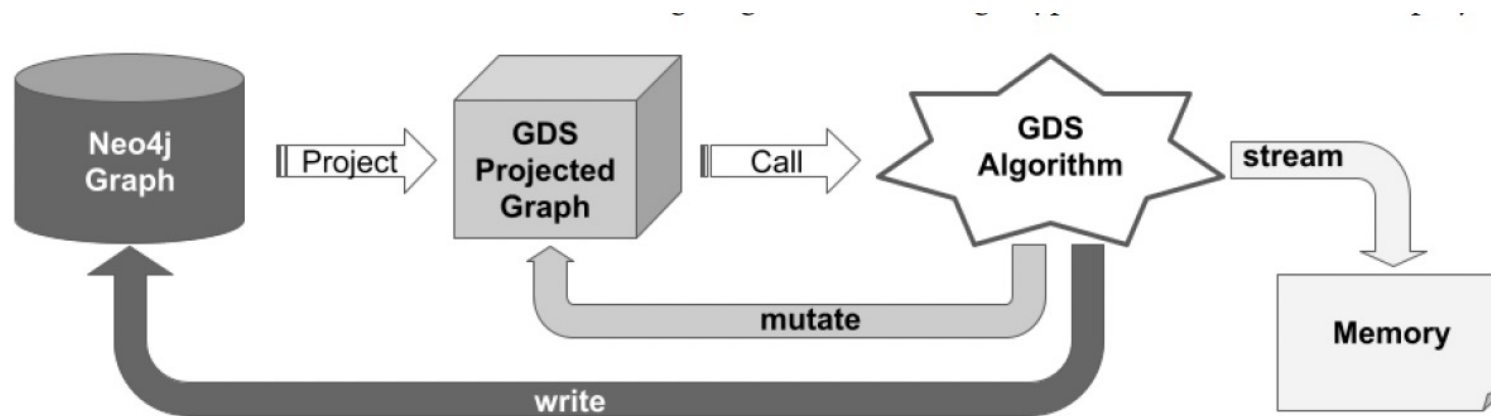 Neo4j
Graph
Project
GDS
Projected
Graph
Call
GDS
Algorithm
stream
mutate
Memory
write